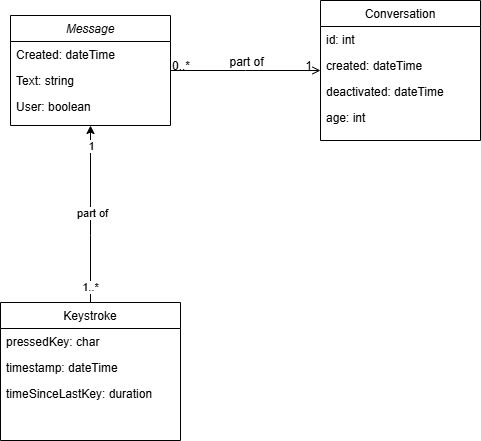 Message
Created: dateTime
Text: string
User: boolean
0..*
part of
1
Conversation
id: int
created: dateTime
deactivated: dateTime
age: int
1
part of
1..*
Keystroke
pressedKey: char
timestamp: dateTime
timeSinceLastKey: duration